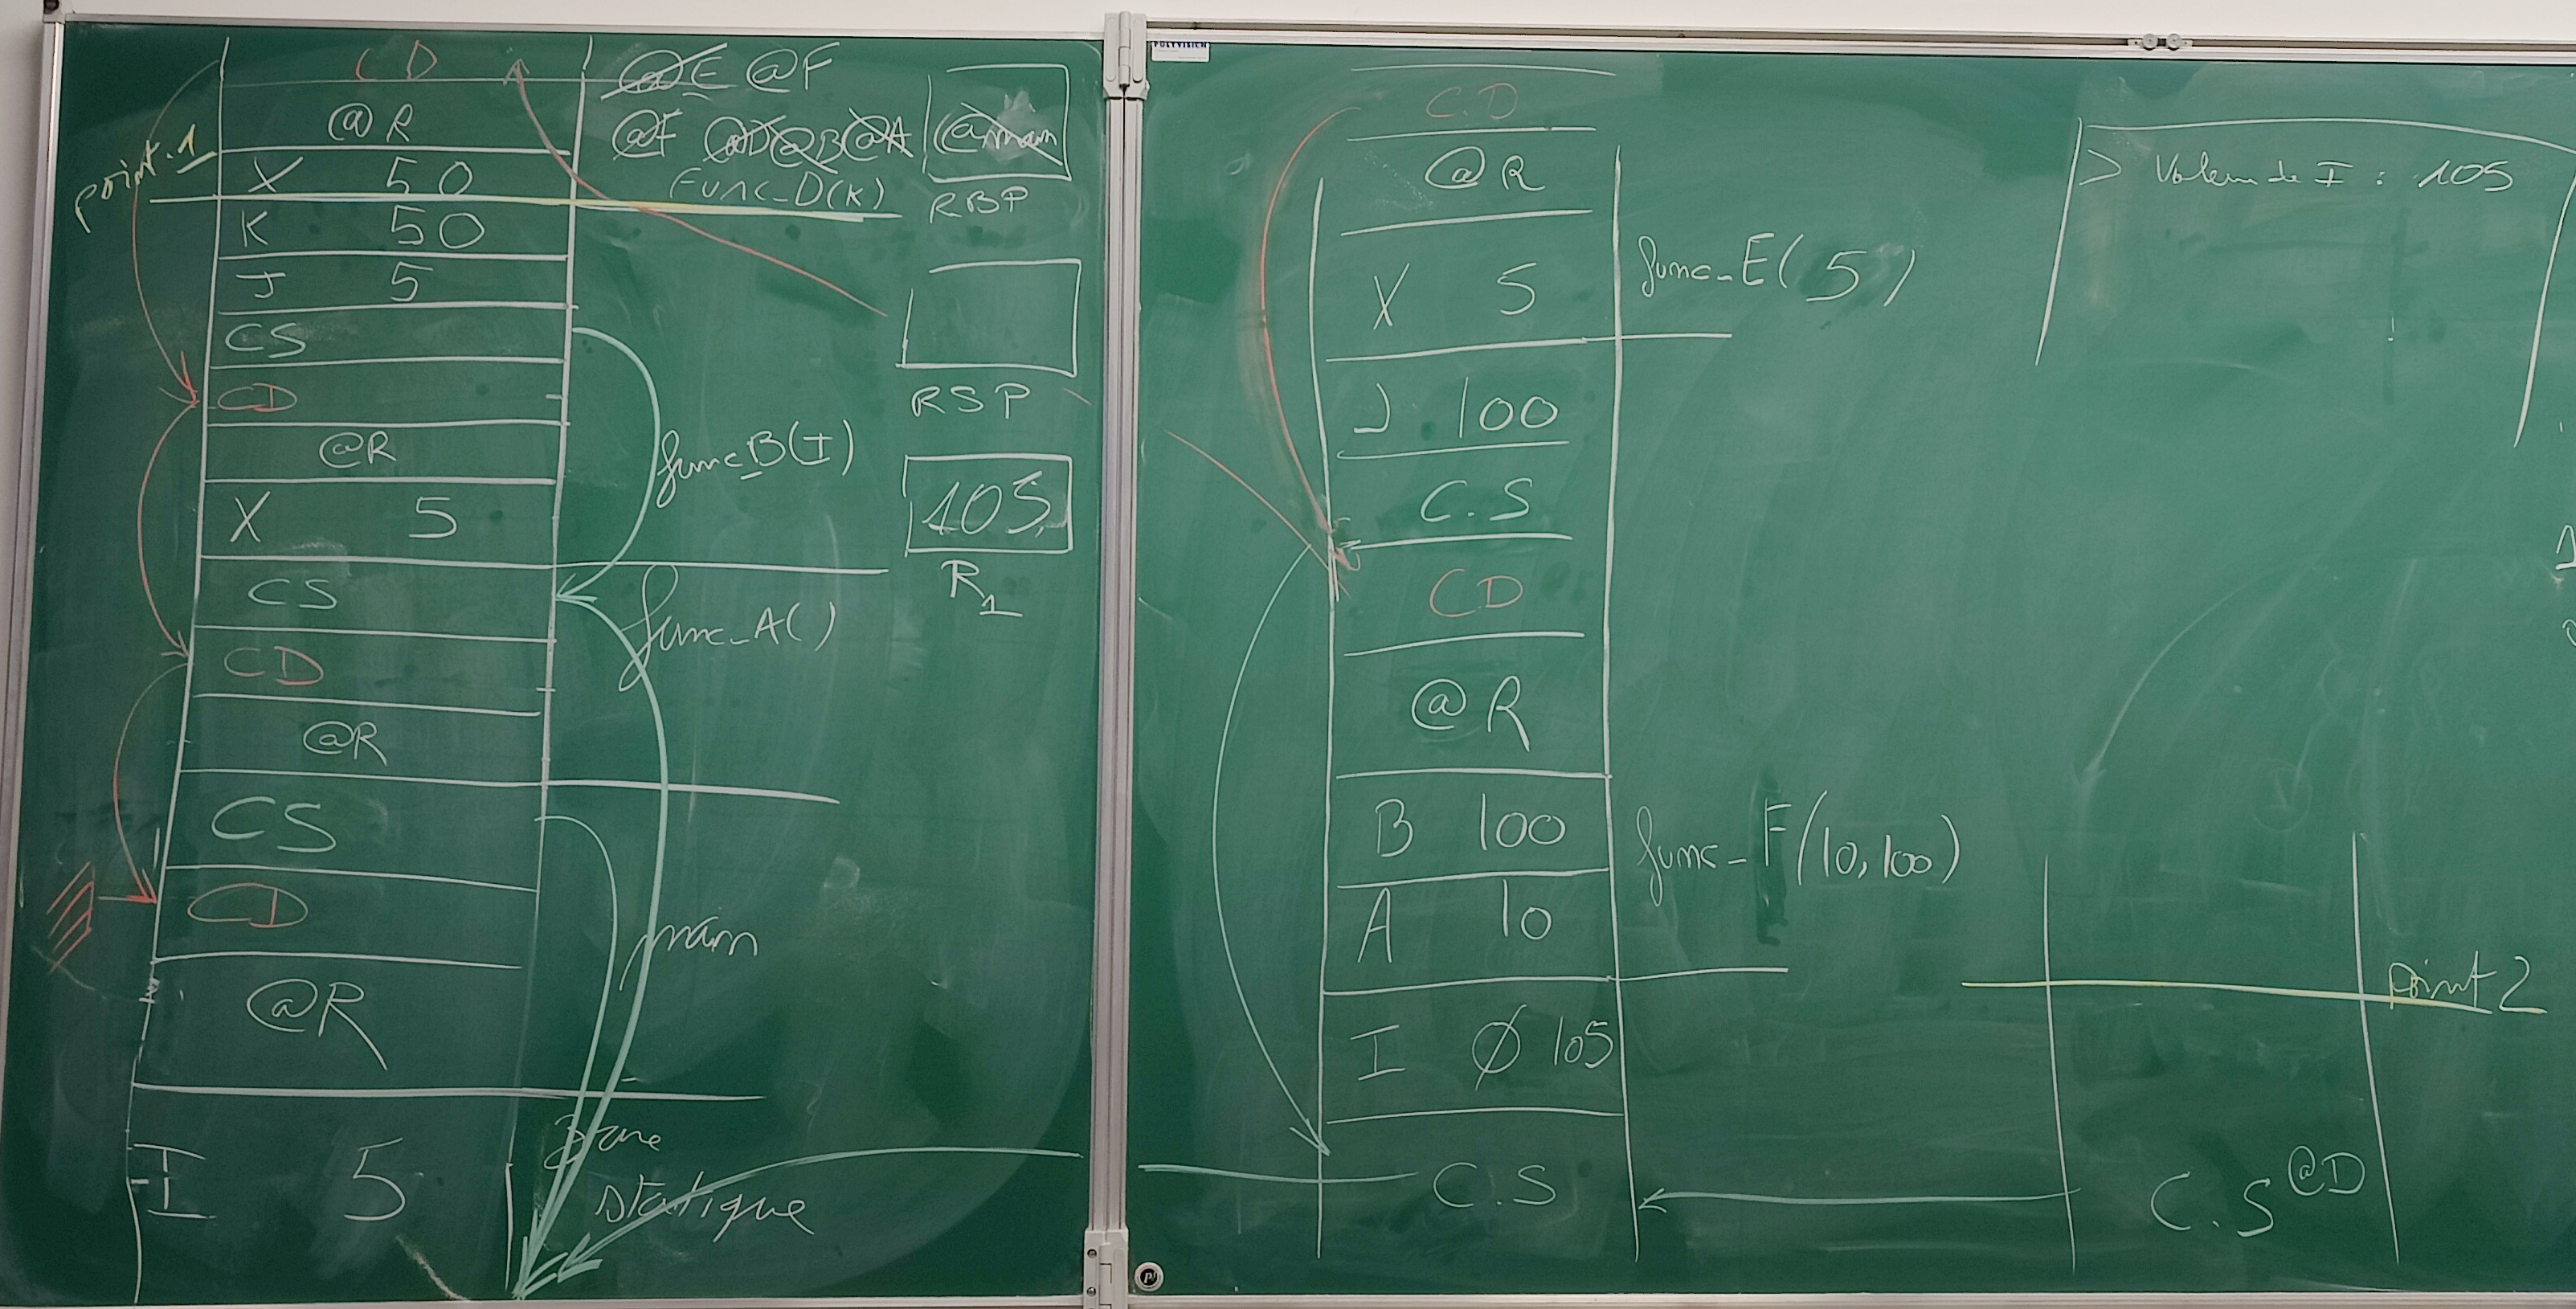 CD
@E @F
@R
@F @D @B @A @main
X 50
FUNC_D(K)
RBP
point 1
K 50
J 5
CS
CD
RSP
@R
func_B(I)
X 5
105
R1
CS
func_A()
CD
@R
CS
main
CD
@R
I 5
Zone
Statique
POLYVISION
C.D
@R
X 5
func_E(5)
J 100
C.S
CD
@R
B 100
func_F(10,100)
A 10
I Ø 105
C.S
> Valeur de I : 105
point 2
C.S @D